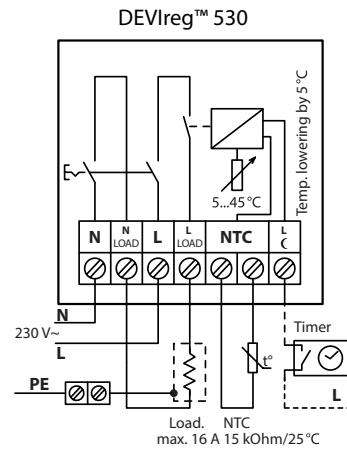 DEVIreg™ 530
Temp. lowering by 5 °C
5...45 °C
N
N LOAD
L
L LOAD
NTC
L
N
230 V~
L
PE
Timer
t°
L
Load. NTC
max. 16 A 15 kOhm/25 °C